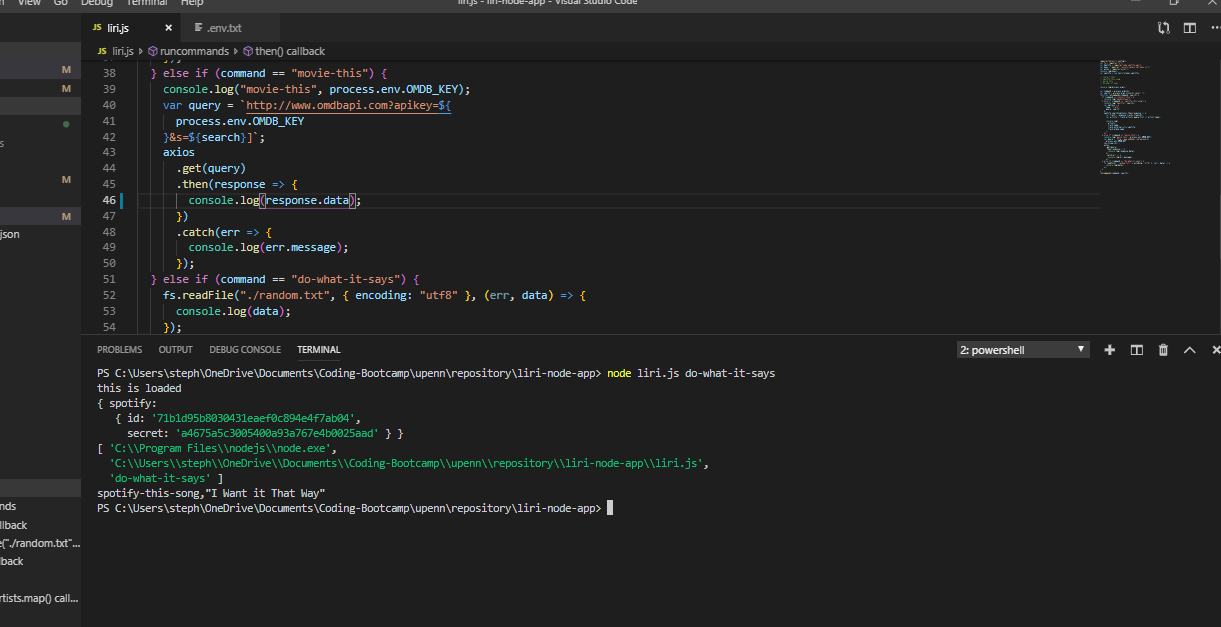 View Go Debug Terminal Help
liri.js - liri-node-app - Visual Studio Code
JS liri.js × .env.txt
JS liri.js › runcommands › then() callback
M
M
s
M
M
json
nds
llback
e("./random.txt"...
back
rtists.map() call...
38 } else if (command == "movie-this") {
39 console.log("movie-this", process.env.OMDB_KEY);
40 var query = `http://www.omdbapi.com?apikey=${
41 process.env.OMDB_KEY
42 }&s=${search}]`;
43 axios
44 .get(query)
45 .then(response => {
46 console.log(response.data);
47 })
48 .catch(err => {
49 console.log(err.message);
50 });
51 } else if (command == "do-what-it-says") {
52 fs.readFile("./random.txt", { encoding: "utf8" }, (err, data) => {
53 console.log(data);
54 });
PROBLEMS OUTPUT DEBUG CONSOLE TERMINAL 2: powershell
PS C:\Users\steph\OneDrive\Documents\Coding-Bootcamp\upenn\repository\liri-node-app> node liri.js do-what-it-says
this is loaded
{ spotify:
{ id: '71b1d95b8030431eaef0c894e4f7ab04',
secret: 'a4675a5c3005400a93a767e4b0025aad' } }
[ 'C:\\Program Files\\nodejs\\node.exe',
'C:\\Users\\steph\\OneDrive\\Documents\\Coding-Bootcamp\\upenn\\repository\\liri-node-app\\liri.js',
'do-what-it-says' ]
spotify-this-song,"I Want it That Way"
PS C:\Users\steph\OneDrive\Documents\Coding-Bootcamp\upenn\repository\liri-node-app>